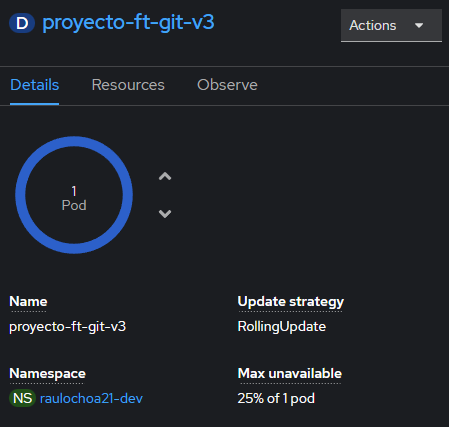 D proyecto-ft-git-v3
Actions
Details Resources Observe
1
Pod
Name
proyecto-ft-git-v3
Update strategy
RollingUpdate
Namespace
NS raulochoa21-dev
Max unavailable
25% of 1 pod